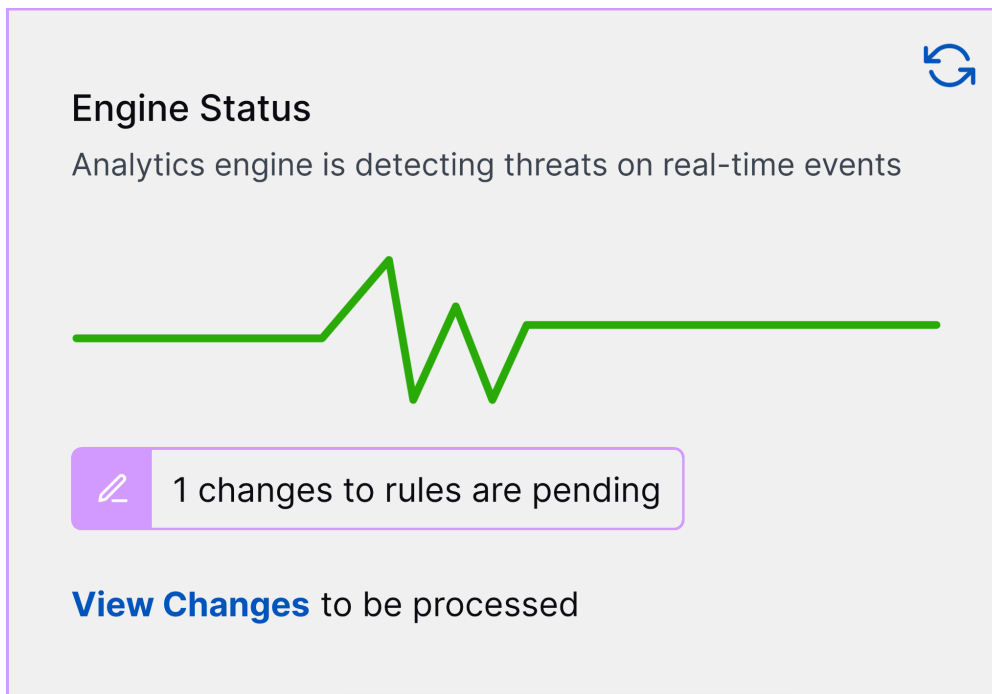 Engine Status
Analytics engine is detecting threats on real-time events
1 changes to rules are pending
View Changes to be processed